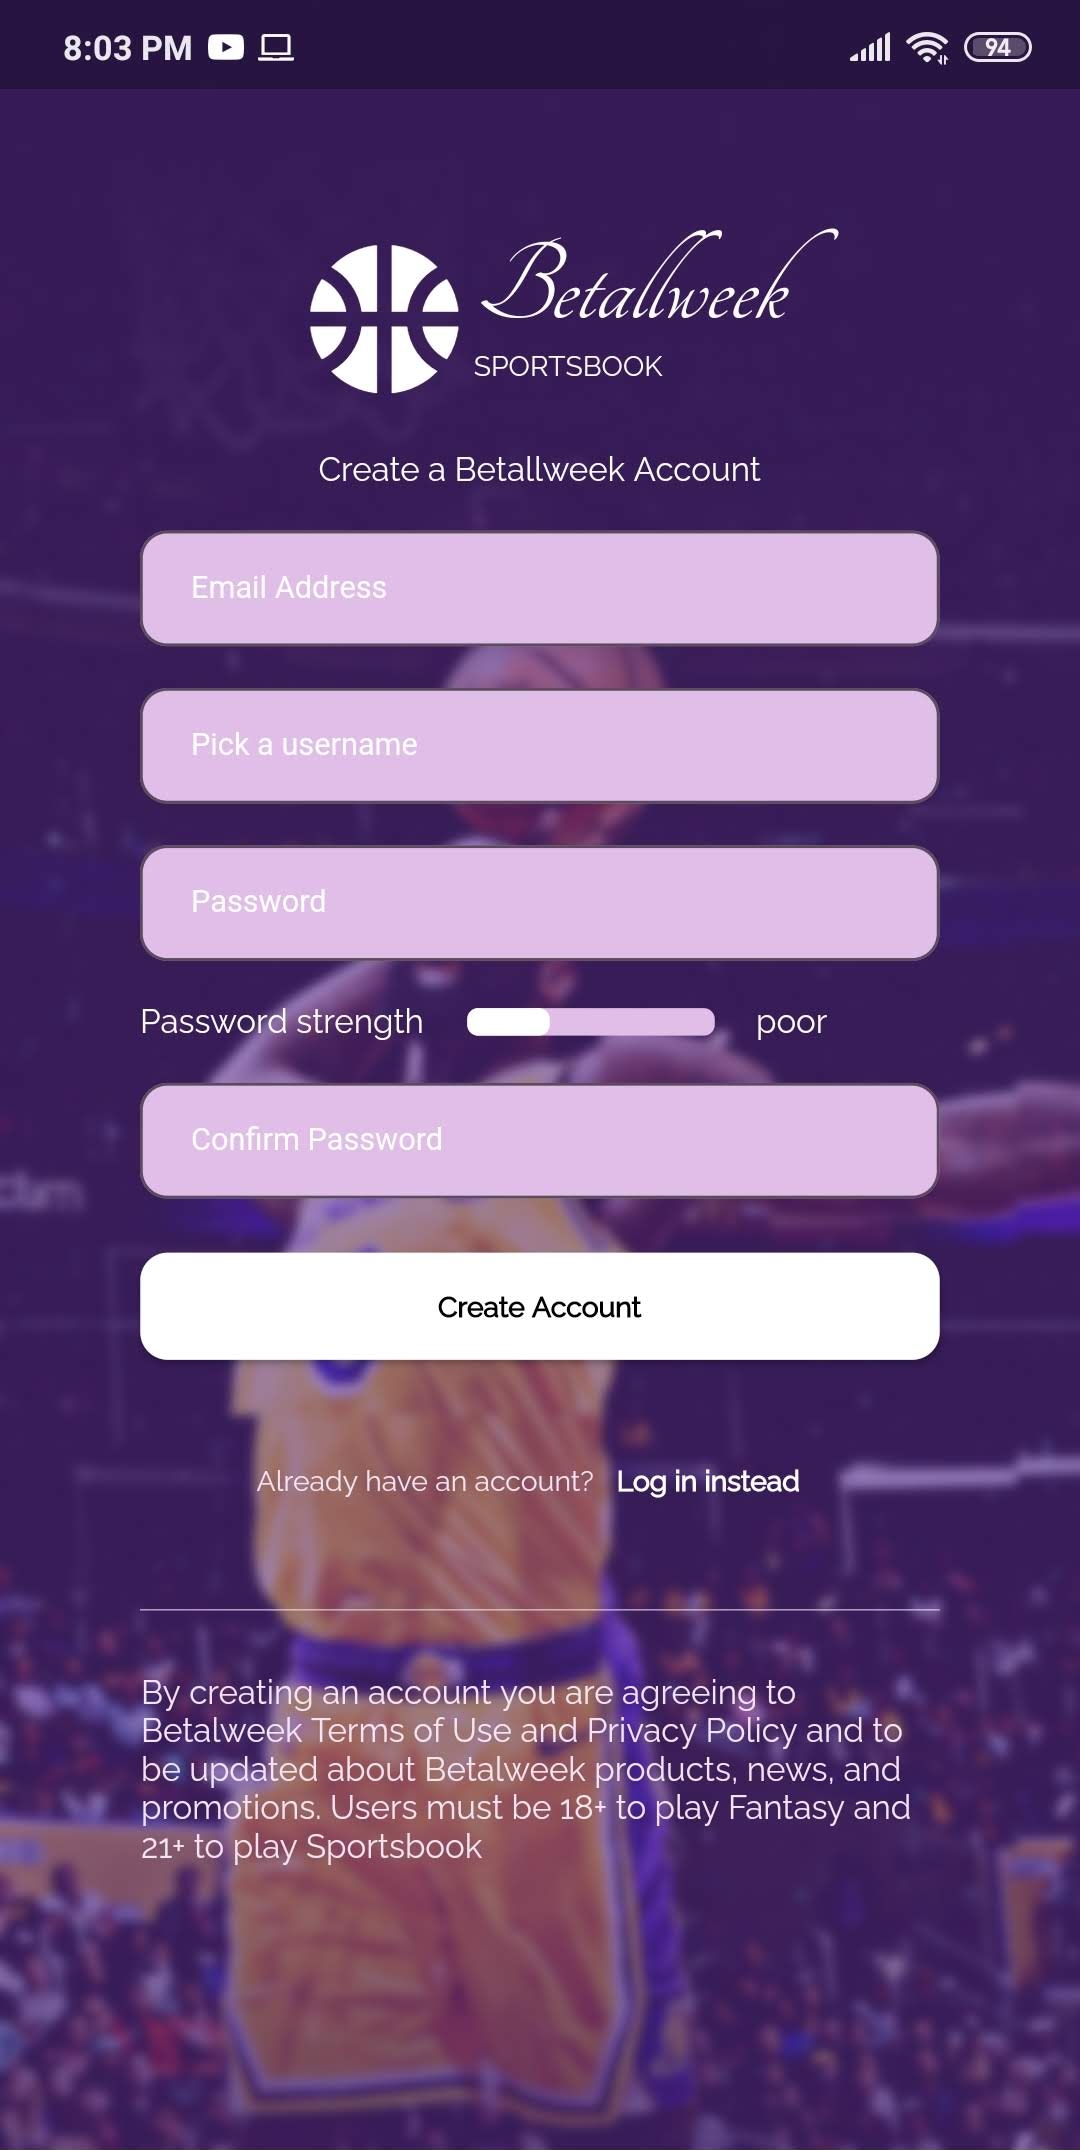 8:03 PM
94
Betallweek
SPORTSBOOK
Create a Betallweek Account
Email Address
Pick a username
Password
Password strength poor
Confirm Password
Create Account
Already have an account? Log in instead
By creating an account you are agreeing to
Betalweek Terms of Use and Privacy Policy and to
be updated about Betalweek products, news, and
promotions. Users must be 18+ to play Fantasy and
21+ to play Sportsbook